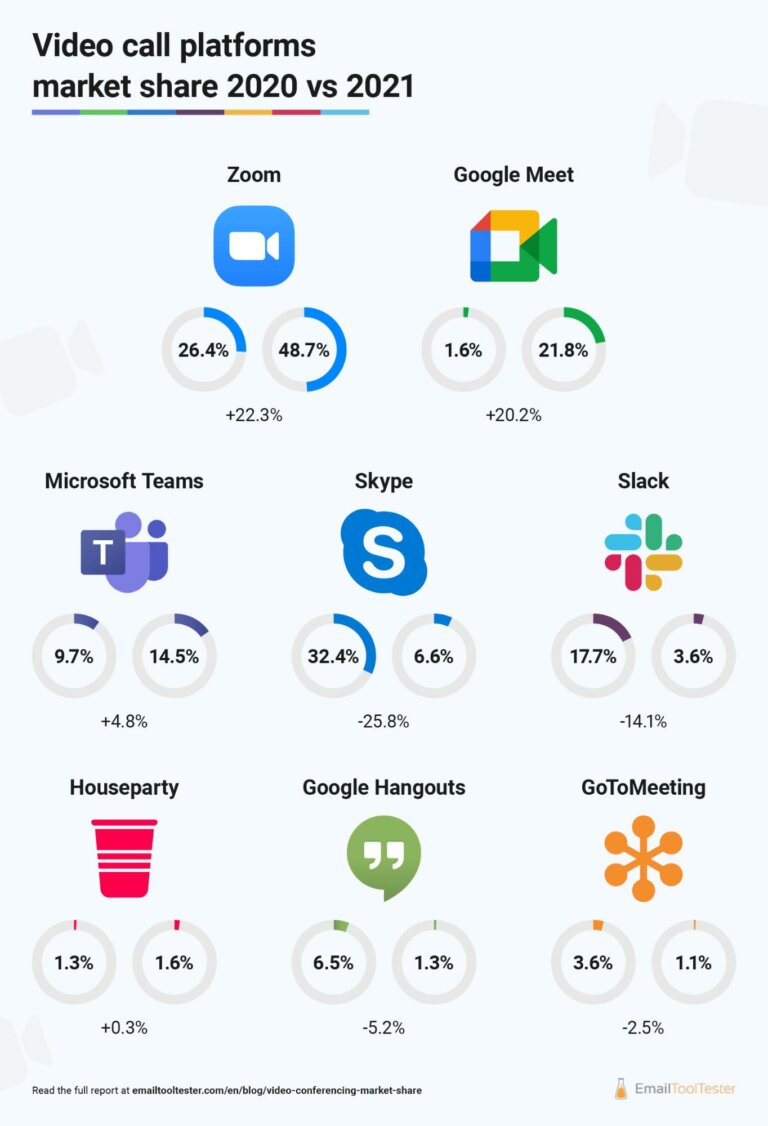 Video call platforms
market share 2020 vs 2021
Zoom
Google Meet
26.4%
48.7%
1.6%
21.8%
+22.3%
+20.2%
Microsoft Teams
Skype
Slack
T
S
9.7%
14.5%
32.4%
6.6%
17.7%
3.6%
+4.8%
-25.8%
-14.1%
Houseparty
Google Hangouts
GoToMeeting
1.3%
1.6%
6.5%
1.3%
3.6%
1.1%
+0.3%
-5.2%
-2.5%
Read the full report at emailtooltester.com/en/blog/video-conferencing-market-share
EmailToolTester